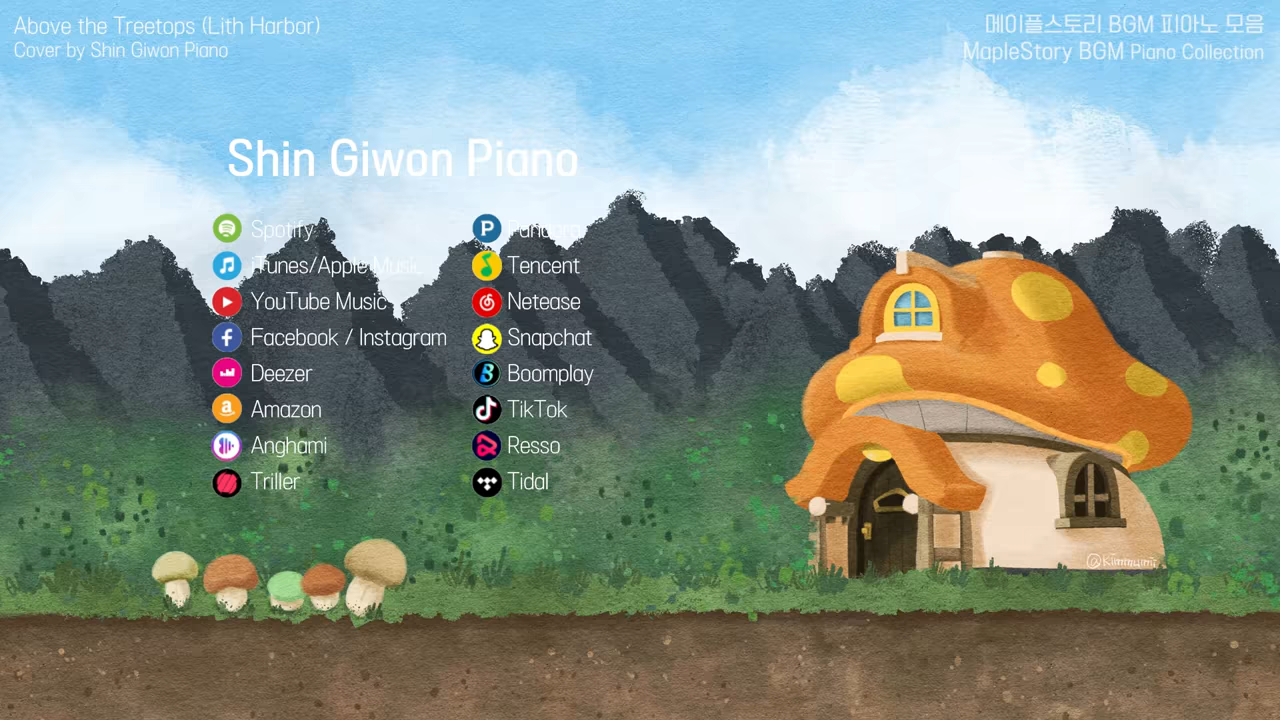 Above the Treetops (Lith Harbor)
Cover by Shin Giwon Piano
메이플스토리 BGM 피아노 모음
MapleStory BGM Piano Collection
Shin Giwon Piano
Spotify
iTunes/Apple Music
YouTube Music
Facebook / Instagram
Deezer
Amazon
Anghami
Triller
Pandora
Tencent
Netease
Snapchat
Boomplay
TikTok
Resso
Tidal